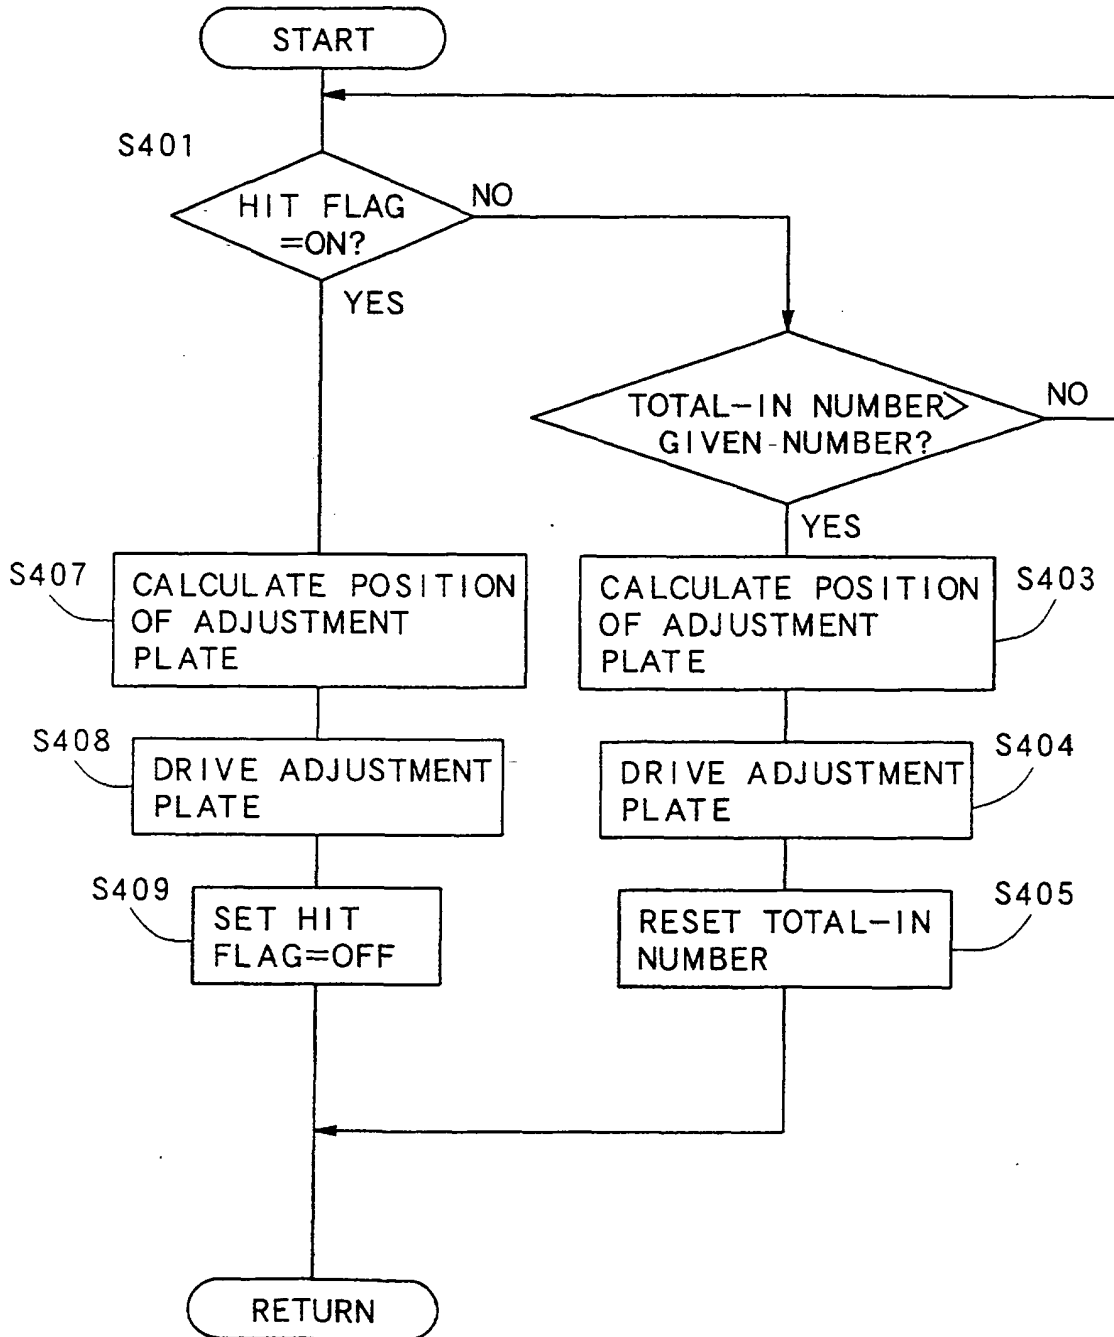 START
S401
HIT FLAG
=ON?
NO
YES
TOTAL-IN NUMBER>
GIVEN-NUMBER?
NO
YES
S407
CALCULATE POSITION
OF ADJUSTMENT
PLATE
CALCULATE POSITION
OF ADJUSTMENT
PLATE
S403
S408
DRIVE ADJUSTMENT
PLATE
DRIVE ADJUSTMENT
PLATE
S404
S409
SET HIT
FLAG=OFF
RESET TOTAL-IN
NUMBER
S405
RETURN